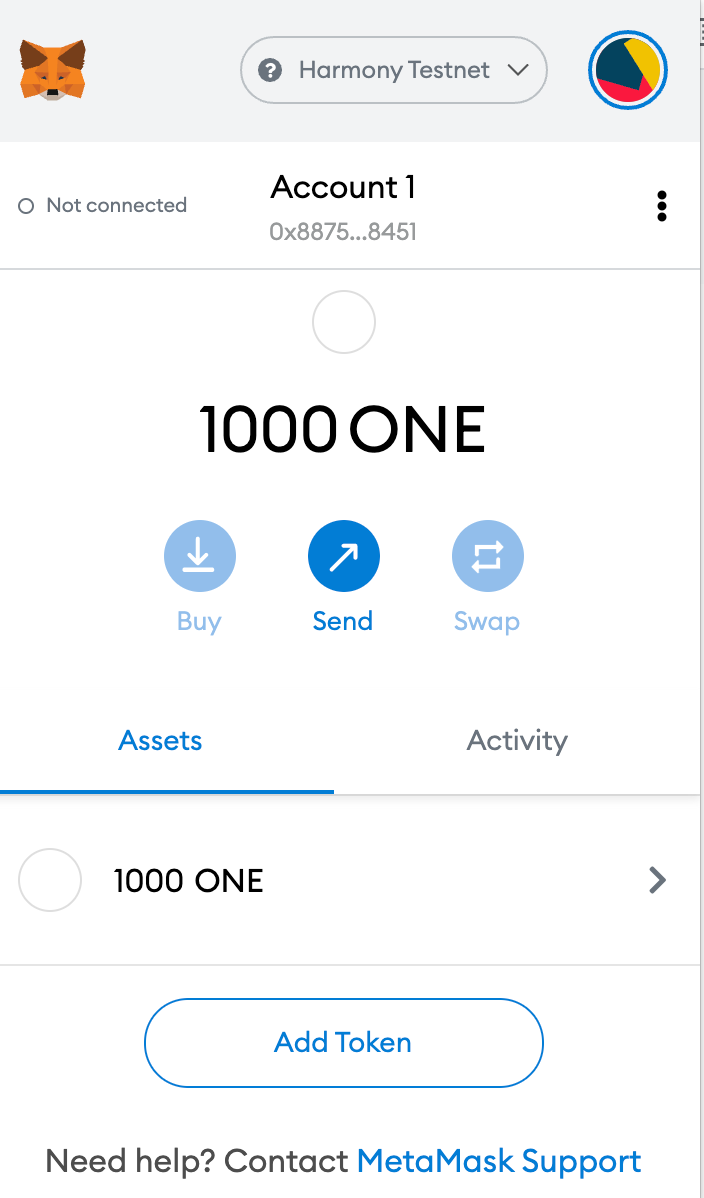 Harmony Testnet
Not connected
Account 1
0x8875...8451
1000 ONE
Buy
Send
Swap
Assets
Activity
1000 ONE
Add Token
Need help? Contact MetaMask Support